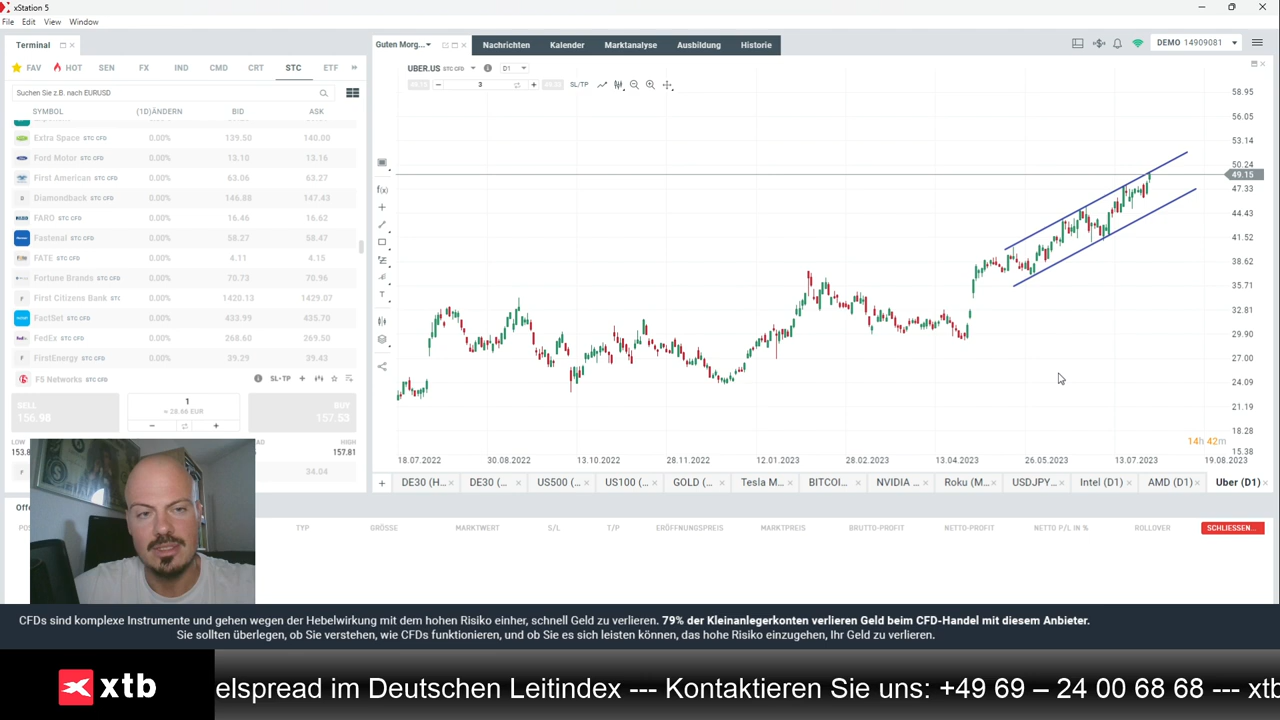 xStation 5
File Edit View Window
Terminal
FAV HOT SEN FX IND CMD CRT STC ETF
Suchen Sie z.B. nach EURUSD
SYMBOL (1D)ÄNDERN BID ASK
Extra Space STC CFD 0.00% 139.50 140.00
Ford Motor STC CFD 0.00% 13.10 13.16
First American STC CFD 0.00% 63.06 63.27
Diamondback STC CFD 0.00% 146.88 147.43
FARO STC CFD 0.00% 16.46 16.62
Fastenal STC CFD 0.00% 58.27 58.47
FATE STC CFD 0.00% 4.11 4.15
Fortune Brands STC CFD 0.00% 70.73 70.96
First Citizens Bank STC 0.00% 1420.13 1429.07
FactSet STC CFD 0.00% 433.99 435.70
FedEx STC CFD 0.00% 268.60 269.50
FirstEnergy STC CFD 0.00% 39.29 39.43
F5 Networks STC CFD SL•TP
SELL 1 BUY
156.98 ≈ 28.66 EUR 157.53
LOW HIGH
153.8 157.81
34.04
Guten Morg... Nachrichten Kalender Marktanalyse Ausbildung Historie
DEMO 14909081
UBER.US STC CFD D1
3 SL/TP
58.95
56.05
53.14
50.24
49.15
47.33
44.43
41.52
38.62
35.71
32.81
29.90
27.00
24.09
21.19
18.28
14h 42m
15.38
18.07.2022 30.08.2022 13.10.2022 28.11.2022 12.01.2023 28.02.2023 13.04.2023 26.05.2023 13.07.2023 19.08.2023
DE30 (H... DE30 (... US500 (... US100 (... GOLD (... Tesla M... BITCOI... NVIDIA ... Roku (M... USDJPY... Intel (D1) AMD (D1) Uber (D1)
TYP GRÖSSE MARKTWERT S/L T/P ERÖFFNUNGSPREIS MARKTPREIS BRUTTO-PROFIT NETTO-PROFIT NETTO P/L IN % ROLLOVER SCHLIESSEN...
CFDs sind komplexe Instrumente und gehen wegen der Hebelwirkung mit dem hohen Risiko einher, schnell Geld zu verlieren. 79% der Kleinanlegerkonten verlieren Geld beim CFD-Handel mit diesem Anbieter.
Sie sollten überlegen, ob Sie verstehen, wie CFDs funktionieren, und ob Sie es sich leisten können, das hohe Risiko einzugehen, Ihr Geld zu verlieren.
xtb
elspread im Deutschen Leitindex --- Kontaktieren Sie uns: +49 69 – 24 00 68 68 --- xtb